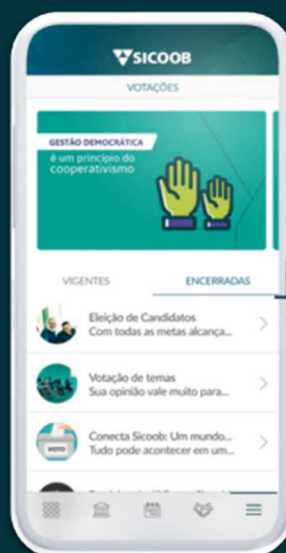 SICOOB
VOTAÇÕES
GESTÃO DEMOCRÁTICA
é um princípio do
cooperativismo
VIGENTES
ENCERRADAS
Eleição de Candidatos
Com todas as metas alcança...
Votação de temas
Sua opinião vale muito para...
Conecta Sicoob: Um mundo...
Tudo pode acontecer em um...
VOTO